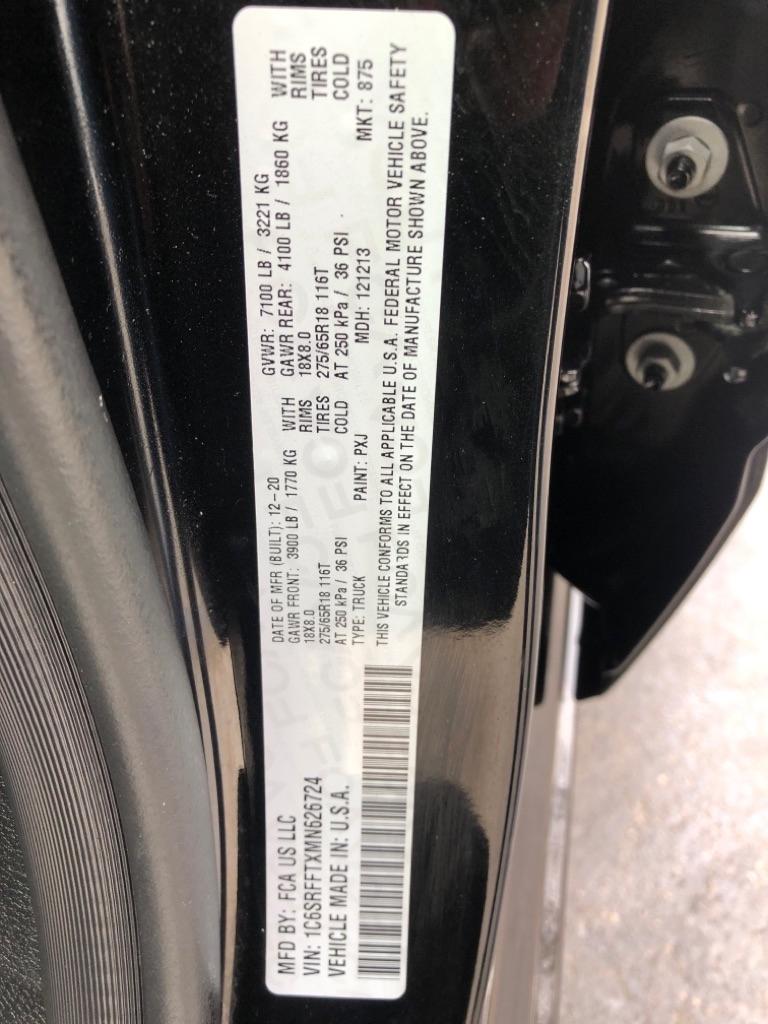 MFD BY: FCA US LLC
VIN: 1C6SRFFTXMN626724
VEHICLE MADE IN: U.S.A.
DATE OF MFR (BUILT): 12-20 GVWR: 7100 LB / 3221 KG
GAWR FRONT: 3900 LB / 1770 KG WITH GAWR REAR: 4100 LB / 1860 KG WITH
18X8.0 RIMS 18X8.0 RIMS
275/65R18 116T TIRES 275/65R18 116T TIRES
AT 250 kPa / 36 PSI COLD AT 250 kPa / 36 PSI COLD
TYPE: TRUCK PAINT: PXJ MDH: 121213 MKT: 875
THIS VEHICLE CONFORMS TO ALL APPLICABLE U.S.A. FEDERAL MOTOR VEHICLE SAFETY
STANDARDS IN EFFECT ON THE DATE OF MANUFACTURE SHOWN ABOVE.